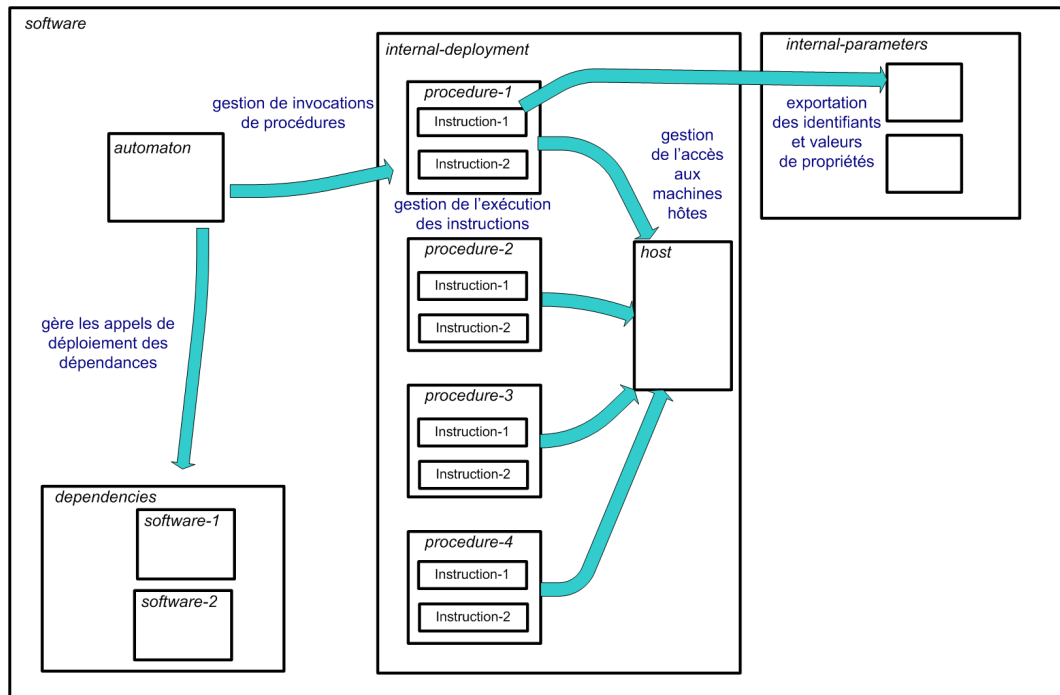 software
internal-deployment
internal-parameters
procedure-1
Instruction-1
Instruction-2
gestion de invocations
de procédures
automaton
exportation
des identifiants
et valeurs
de propriétés
gestion
de l'accès
aux
machines
hôtes
gestion de l'exécution
des instructions
procedure-2
Instruction-1
Instruction-2
host
gère les appels de
déploiement des
dépendances
procedure-3
Instruction-1
Instruction-2
dependencies
software-1
software-2
procedure-4
Instruction-1
Instruction-2